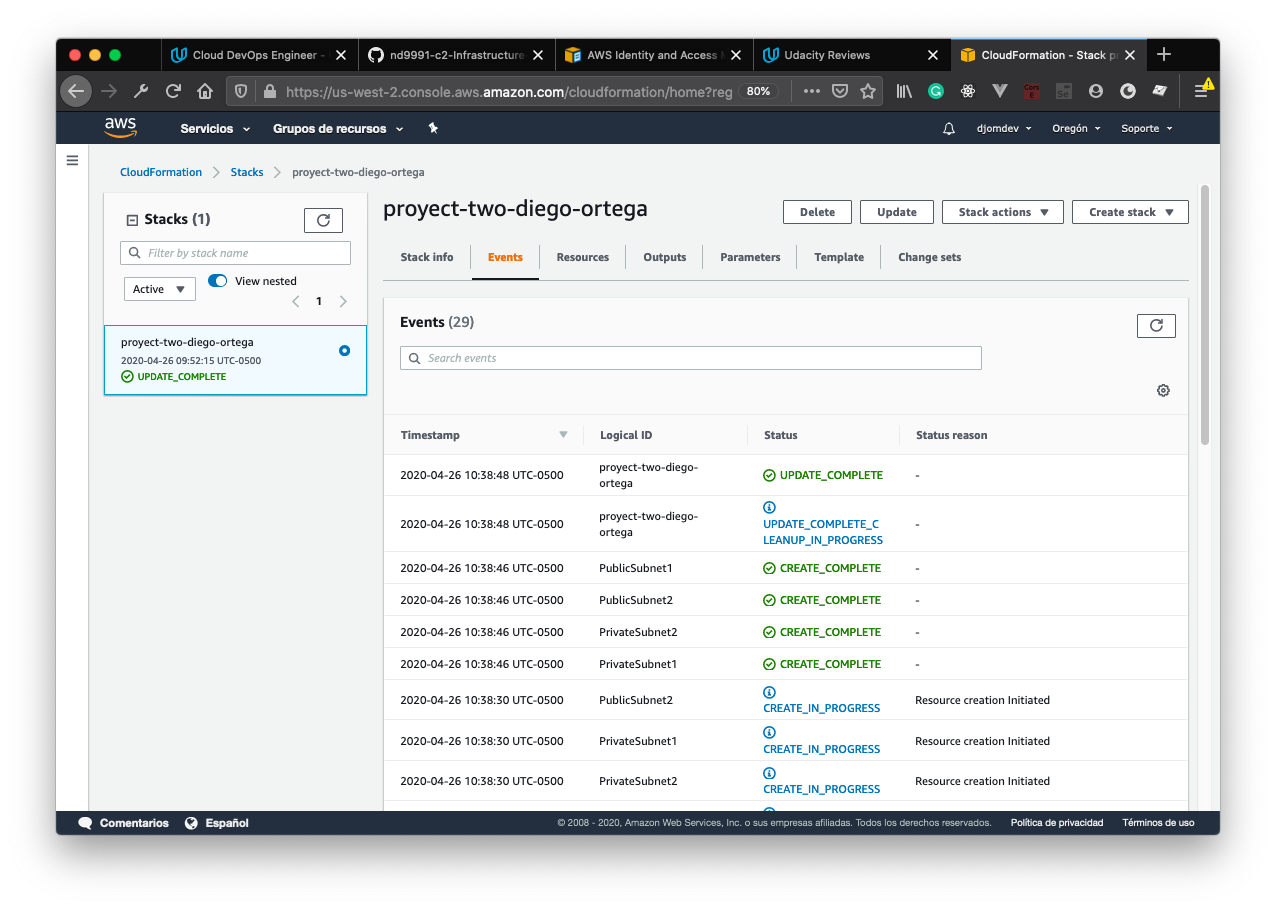 Cloud DevOps Engineer -
nd9991-c2-Infrastructure-
AWS Identity and Access
Udacity Reviews
CloudFormation - Stack pr
https://us-west-2.console.aws.amazon.com/cloudformation/home?reg
80%
aws
Servicios
Grupos de recursos
djomdev
Oregón
Soporte
CloudFormation
Stacks
proyect-two-diego-ortega
Stacks (1)
Filter by stack name
Active
View nested
1
proyect-two-diego-ortega
2020-04-26 09:52:15 UTC-0500
UPDATE_COMPLETE
proyect-two-diego-ortega
Delete
Update
Stack actions
Create stack
Stack info
Events
Resources
Outputs
Parameters
Template
Change sets
Events (29)
Search events
Timestamp Logical ID Status Status reason
2020-04-26 10:38:48 UTC-0500 proyect-two-diego-
ortega UPDATE_COMPLETE -
2020-04-26 10:38:48 UTC-0500 proyect-two-diego-
ortega UPDATE_COMPLETE_C
LEANUP_IN_PROGRESS -
2020-04-26 10:38:46 UTC-0500 PublicSubnet1 CREATE_COMPLETE -
2020-04-26 10:38:46 UTC-0500 PublicSubnet2 CREATE_COMPLETE -
2020-04-26 10:38:46 UTC-0500 PrivateSubnet2 CREATE_COMPLETE -
2020-04-26 10:38:46 UTC-0500 PrivateSubnet1 CREATE_COMPLETE -
2020-04-26 10:38:30 UTC-0500 PublicSubnet2 CREATE_IN_PROGRESS Resource creation Initiated
2020-04-26 10:38:30 UTC-0500 PrivateSubnet1 CREATE_IN_PROGRESS Resource creation Initiated
2020-04-26 10:38:30 UTC-0500 PrivateSubnet2 CREATE_IN_PROGRESS Resource creation Initiated
Comentarios
Español
© 2008 - 2020, Amazon Web Services, Inc. o sus empresas afiliadas. Todos los derechos reservados.
Política de privacidad
Términos de uso